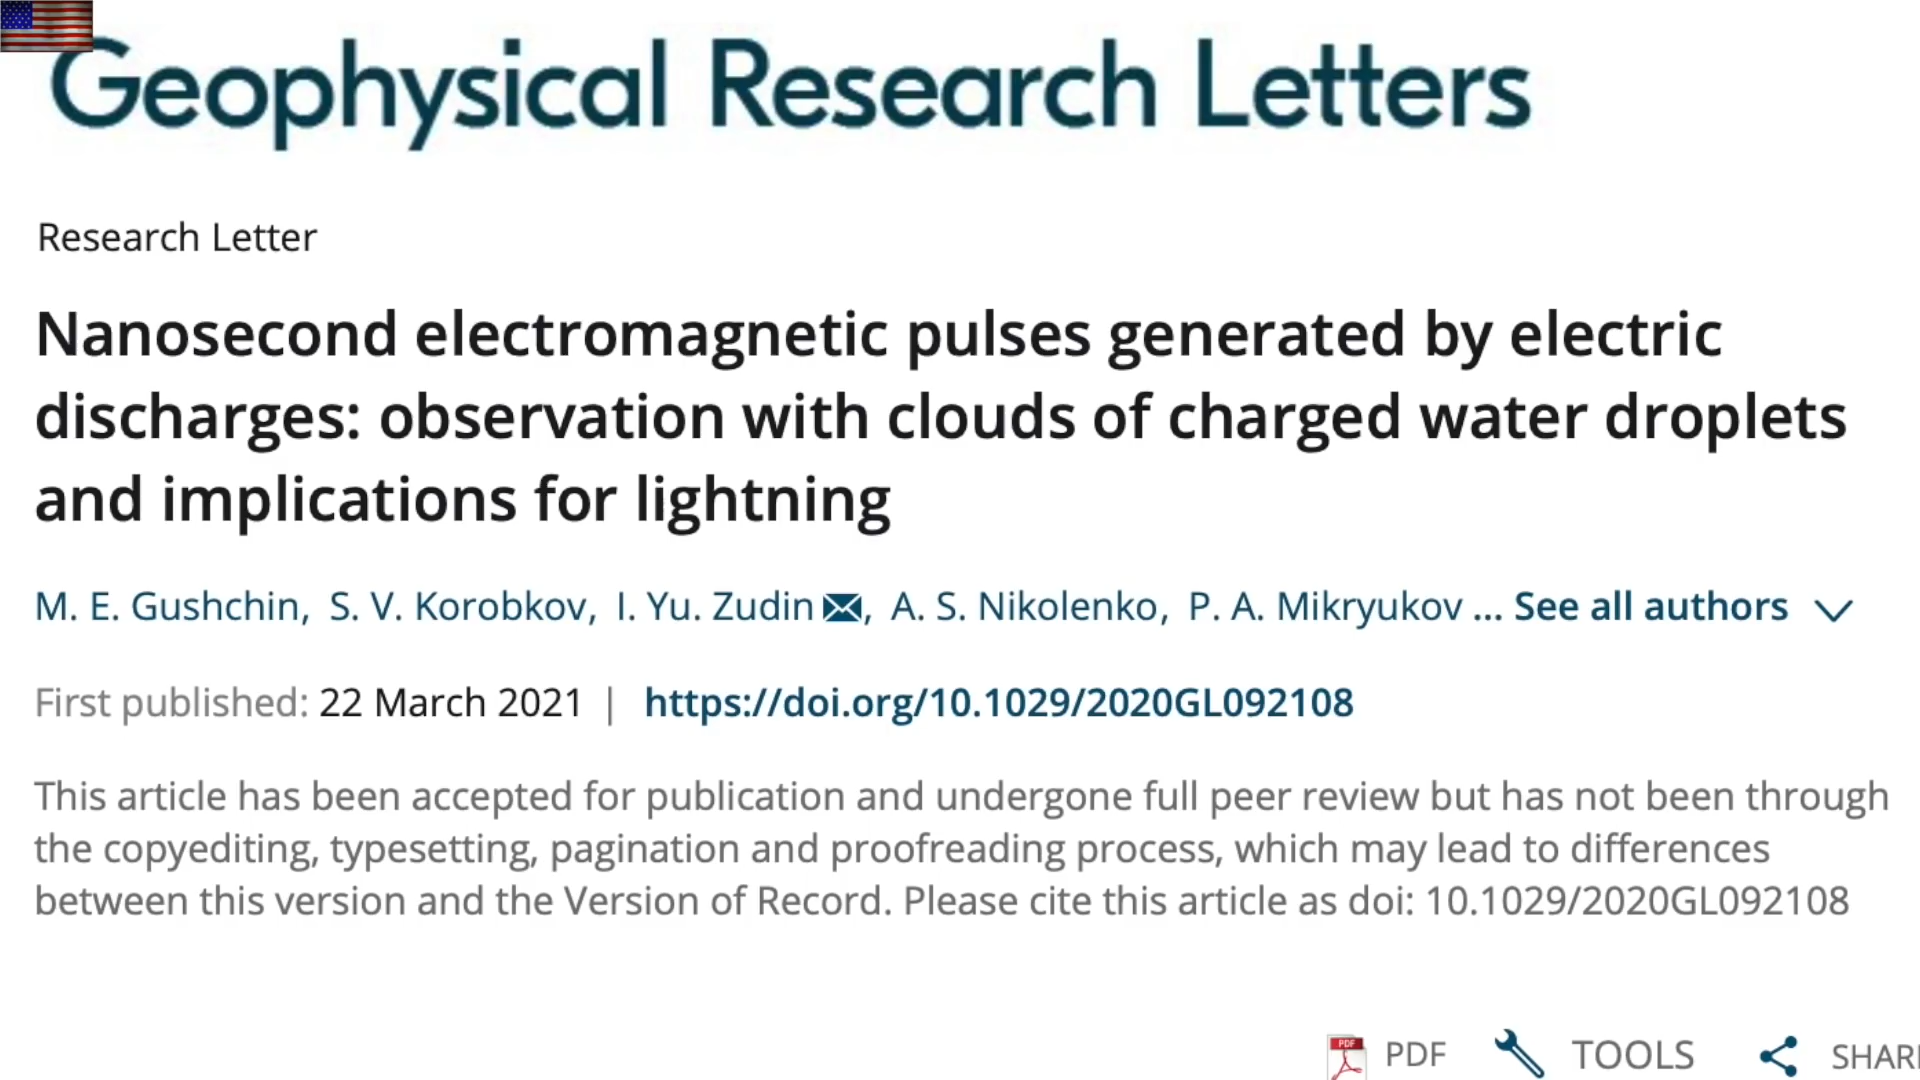 Geophysical Research Letters
Research Letter
Nanosecond electromagnetic pulses generated by electric
discharges: observation with clouds of charged water droplets
and implications for lightning
M. E. Gushchin, S. V. Korobkov, I. Yu. Zudin, A. S. Nikolenko, P. A. Mikryukov ... See all authors
First published: 22 March 2021 | https://doi.org/10.1029/2020GL092108
This article has been accepted for publication and undergone full peer review but has not been through
the copyediting, typesetting, pagination and proofreading process, which may lead to differences
between this version and the Version of Record. Please cite this article as doi: 10.1029/2020GL092108
PDF PDF TOOLS SHAR